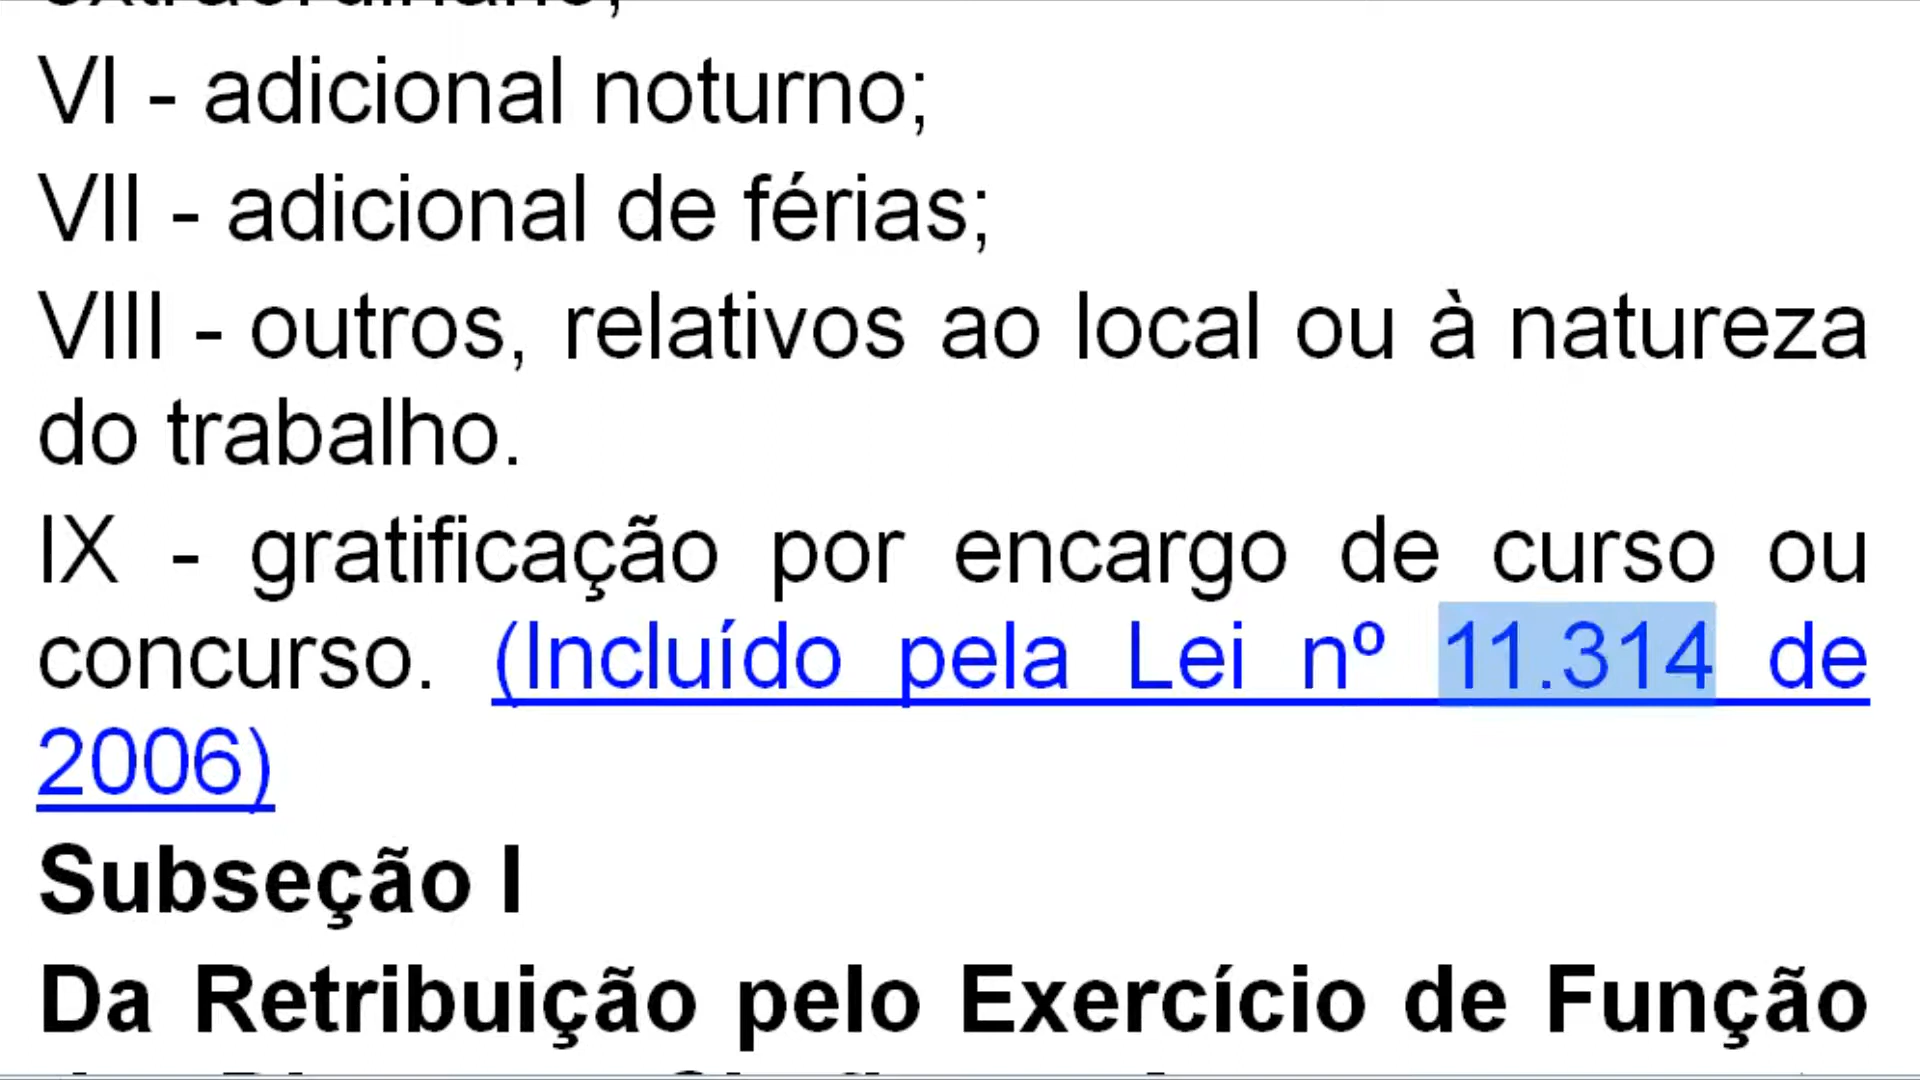 extraordinário;
VI - adicional noturno;
VII - adicional de férias;
VIII - outros, relativos ao local ou à natureza
do trabalho.
IX - gratificação por encargo de curso ou
concurso. (Incluído pela Lei nº 11.314 de
2006)
Subseção I
Da Retribuição pelo Exercício de Função